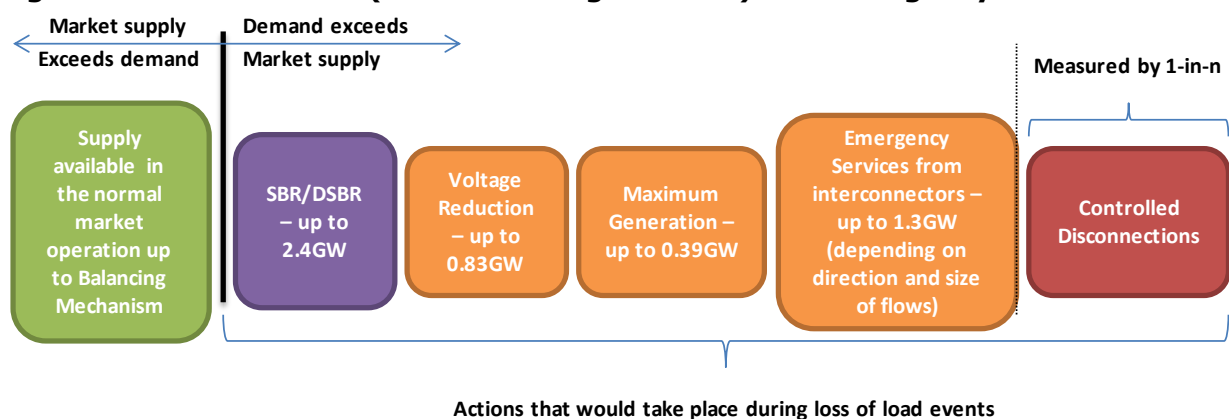 Market supply
Demand exceeds
Exceeds demand
Market supply
Measured by 1-in-n
Supply
available in
the normal
market
operation up
to Balancing
Mechanism
SBR/DSBR
– up to
2.4GW
Voltage
Reduction
– up to
0.83GW
Maximum
Generation –
up to 0.39GW
Emergency
Services from
interconnectors –
up to 1.3GW
(depending on
direction and size
of flows)
Controlled
Disconnections
Actions that would take place during loss of load events